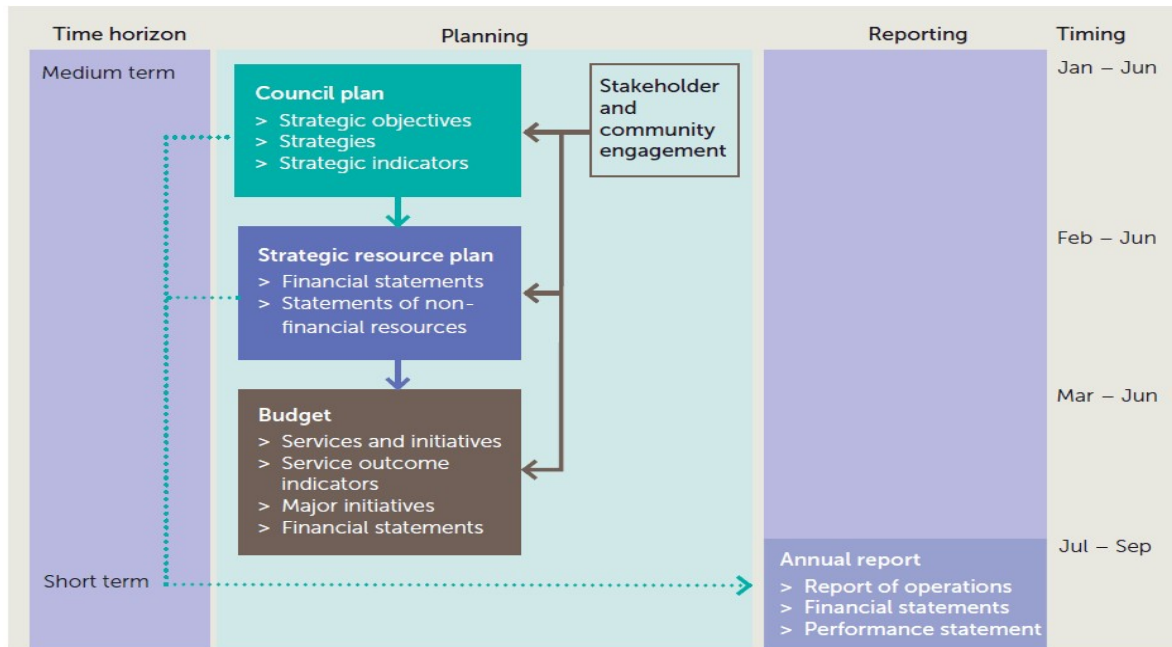 Time horizon
Planning
Reporting
Timing
Medium term
Jan – Jun
Council plan
> Strategic objectives
> Strategies
> Strategic indicators
Stakeholder
and
community
engagement
Feb – Jun
Strategic resource plan
> Financial statements
> Statements of non-
financial resources
Mar – Jun
Budget
> Services and initiatives
> Service outcome
indicators
> Major initiatives
> Financial statements
Short term
Jul – Sep
Annual report
> Report of operations
> Financial statements
> Performance statement